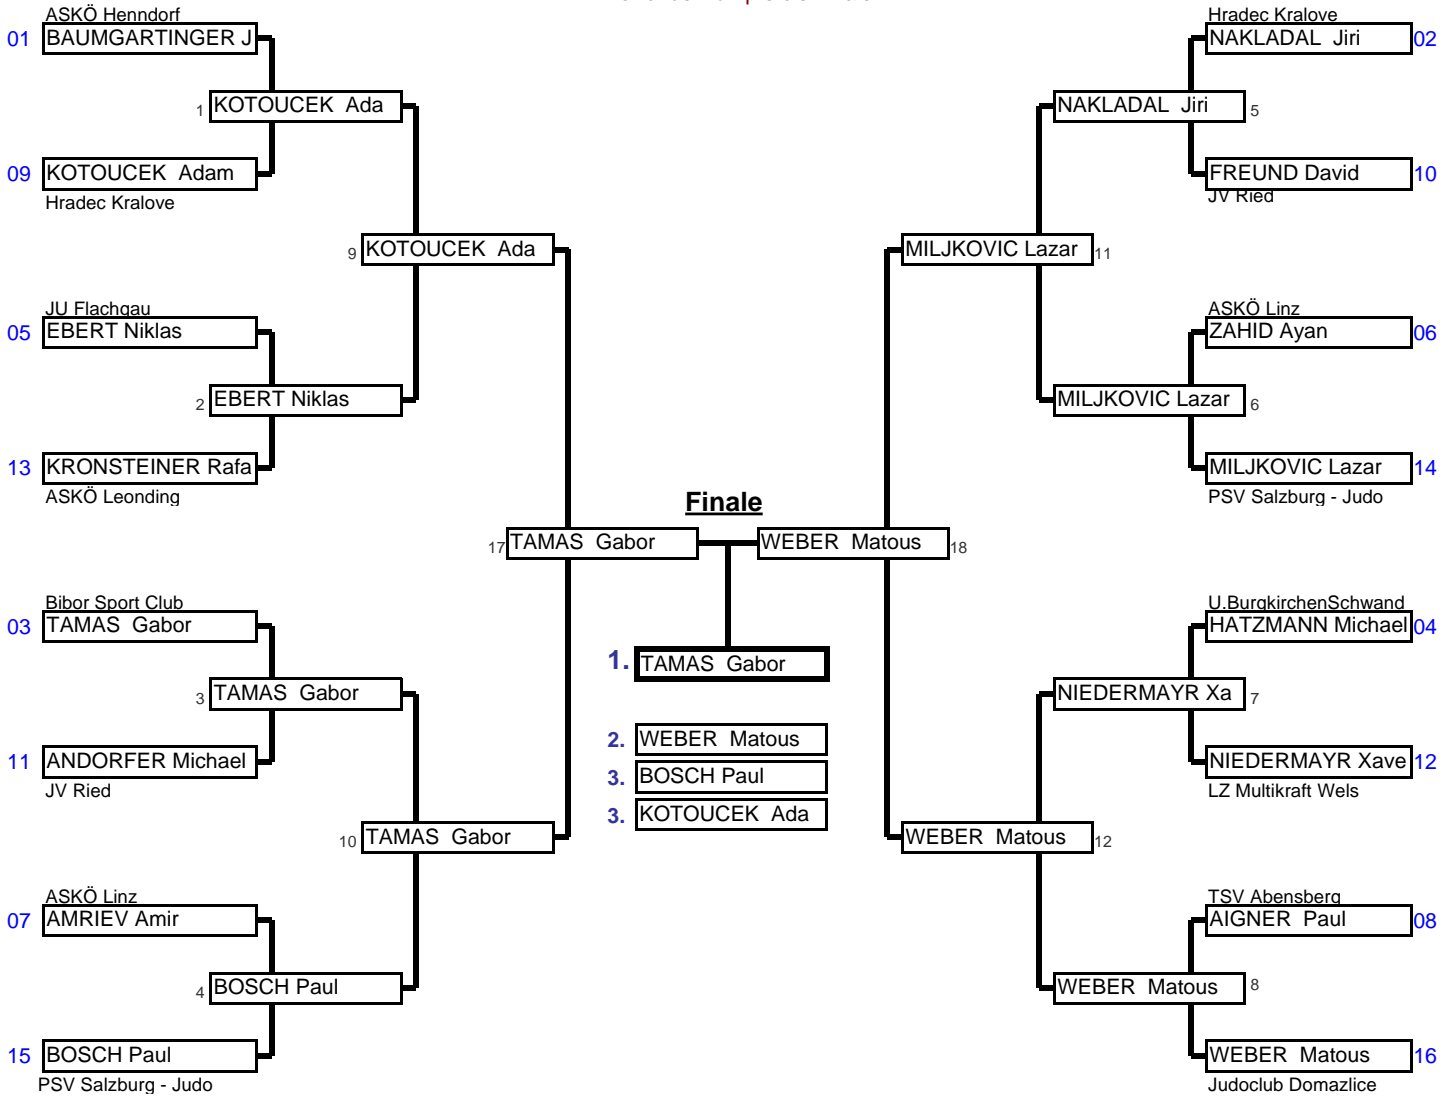 ASKÖ Henndorf
01 BAUMGARTINGER J
1 KOTOUCEK Ada
09 KOTOUCEK Adam
Hradec Kralove
9 KOTOUCEK Ada
JU Flachgau
05 EBERT Niklas
2 EBERT Niklas
13 KRONSTEINER Rafa
ASKÖ Leonding
17 TAMAS Gabor
Bibor Sport Club
03 TAMAS Gabor
3 TAMAS Gabor
11 ANDORFER Michael
JV Ried
10 TAMAS Gabor
ASKÖ Linz
07 AMRIEV Amir
4 BOSCH Paul
15 BOSCH Paul
PSV Salzburg - Judo
Finale
1. TAMAS Gabor
2. WEBER Matous
3. BOSCH Paul
3. KOTOUCEK Ada
Hradec Kralove
NAKLADAL Jiri 02
NAKLADAL Jiri 5
FREUND David 10
JV Ried
MILJKOVIC Lazar 11
ASKÖ Linz
ZAHID Ayan 06
MILJKOVIC Lazar 6
MILJKOVIC Lazar 14
PSV Salzburg - Judo
WEBER Matous 18
U.BurgkirchenSchwand
HATZMANN Michael 04
NIEDERMAYR Xa 7
NIEDERMAYR Xave 12
LZ Multikraft Wels
WEBER Matous 12
TSV Abensberg
AIGNER Paul 08
WEBER Matous 8
WEBER Matous 16
Judoclub Domazlice